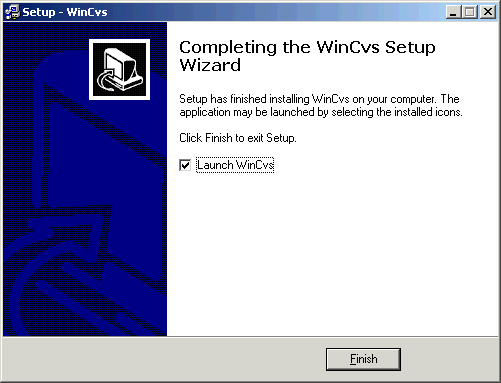 Setup - WinCvs
Completing the WinCvs Setup
Wizard
Setup has finished installing WinCvs on your computer. The
application may be launched by selecting the installed icons.
Click Finish to exit Setup.
Launch WinCvs
Finish